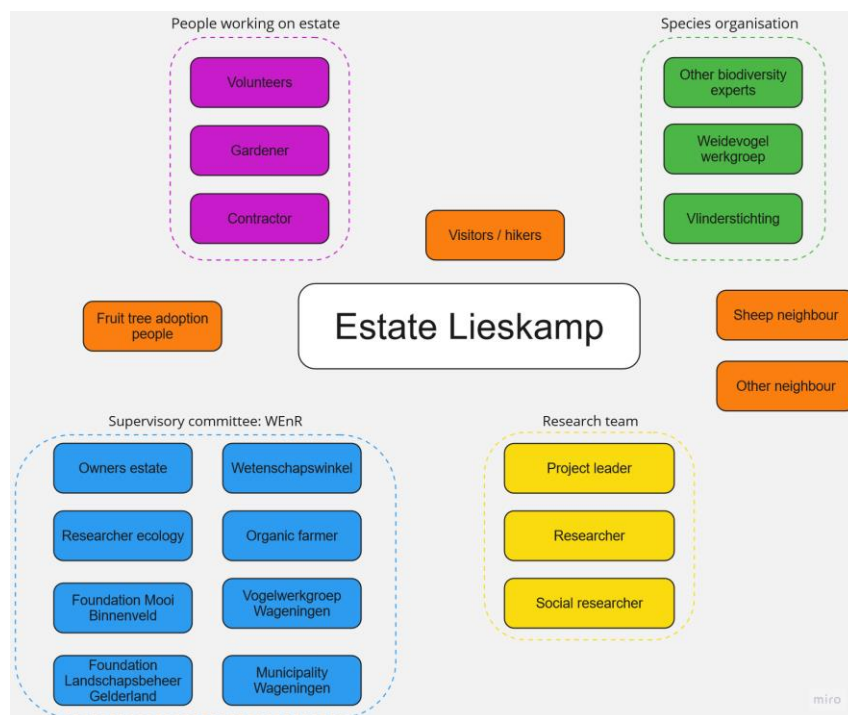 People working on estate
Volunteers
Gardener
Contractor
Species organisation
Other biodiversity
experts
Weidevogel
werkgroep
Vlinderstichting
Visitors / hikers
Fruit tree adoption
people
Estate Lieskamp
Sheep neighbour
Other neighbour
Supervisory committee: WEnR
Owners estate
Wetenschapswinkel
Researcher ecology
Organic farmer
Foundation Mooi
Binnenveld
Vogelwerkgroep
Wageningen
Foundation
Landschapsbeheer
Gelderland
Municipality
Wageningen
Research team
Project leader
Researcher
Social researcher
miro